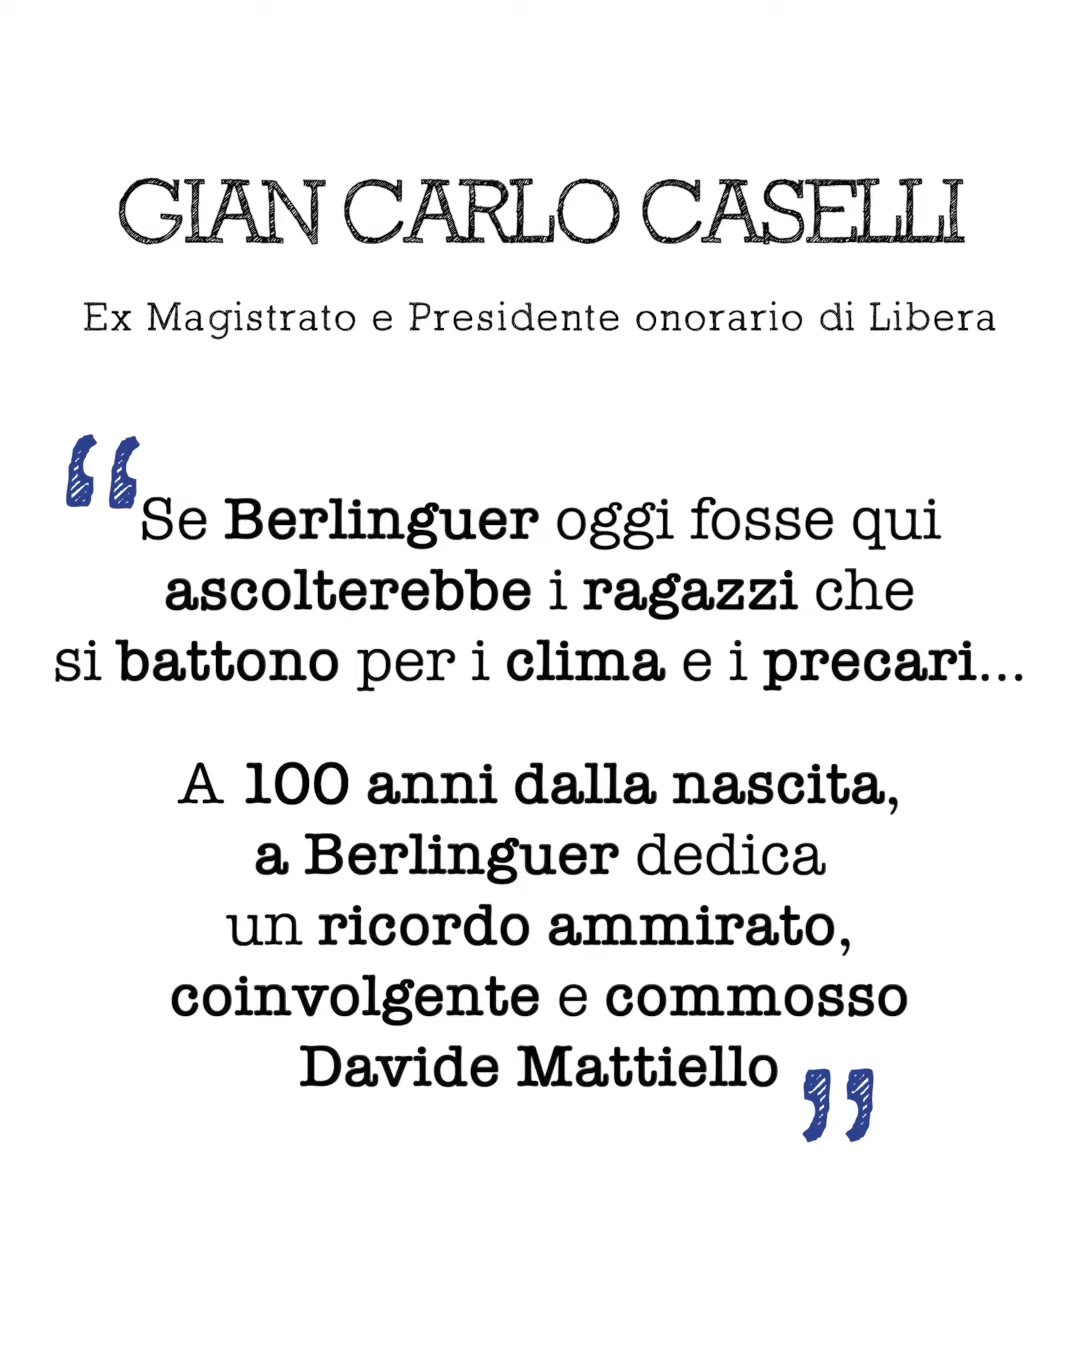 GIAN CARLO CASELLI
Ex Magistrato e Presidente onorario di Libera
“Se Berlinguer oggi fosse qui
ascolterebbe i ragazzi che
si battono per i clima e i precari...
A 100 anni dalla nascita,
a Berlinguer dedica
un ricordo ammirato,
coinvolgente e commosso
Davide Mattiello”